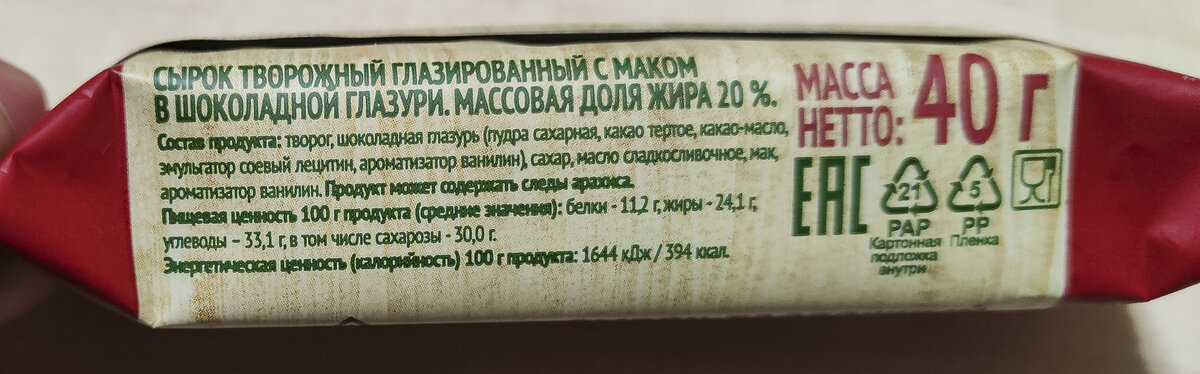 СЫРОК ТВОРОЖНЫЙ ГЛАЗИРОВАННЫЙ С МАКОМ
В ШОКОЛАДНОЙ ГЛАЗУРИ. МАССОВАЯ ДОЛЯ ЖИРА 20 %.
Состав продукта: творог, шоколадная глазурь (пудра сахарная, какао тертое, какао-масло,
эмульгатор соевый лецитин, ароматизатор ванилин), сахар, масло сладкосливочное, мак,
ароматизатор ванилин. Продукт может содержать следы арахиса.
Пищевая ценность 100 г продукта (средние значения): белки - 11,2 г, жиры - 24,1 г,
углеводы – 33,1 г, в том числе сахарозы - 30,0 г.
Энергетическая ценность (калорийность) 100 г продукта: 1644 кДж / 394 ккал.
МАССА
НЕТТО: 40 г
ЕАС
21
PAP
Картонная
подложка
внутри
5
PP
Пленка